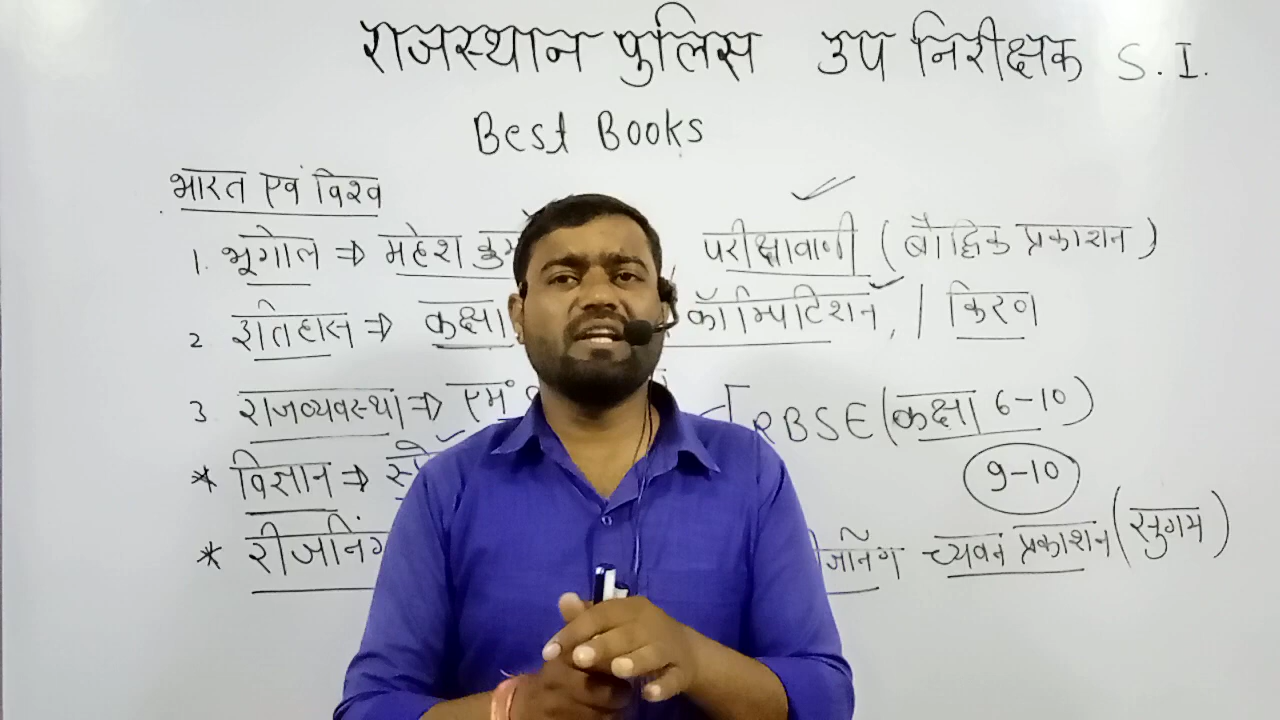 राजस्थान पुलिस उप निरीक्षक S. I.
Best Books
भारत एवं विश्व
1. भूगोल ⇒ महेश परीक्षावाणी (बौद्धिक प्रकाशन)
2. इतिहास ⇒ कक्षा कॉम्पिटिशन, / किरण
3. राजव्यवस्था ⇒ एम॰ RBSE (कक्षा 6-10)
* विज्ञान ⇒ 9-10
* रीजनिंग च्यवन प्रकाशन (सुगम)